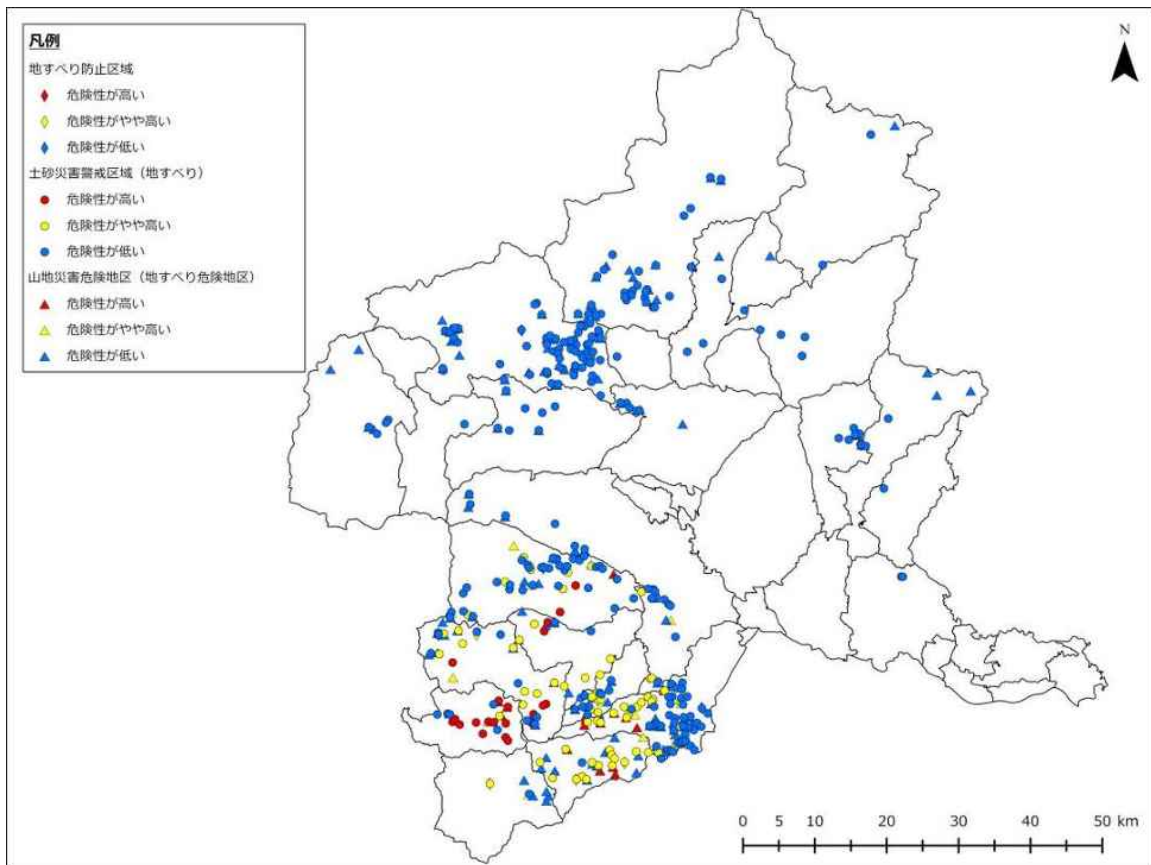 凡例
地すべり防止区域
危険性が高い
危険性がやや高い
危険性が低い
土砂災害警戒区域（地すべり）
危険性が高い
危険性がやや高い
危険性が低い
山地災害危険地区（地すべり危険地区）
危険性が高い
危険性がやや高い
危険性が低い
N
0 5 10 20 30 40 50 km